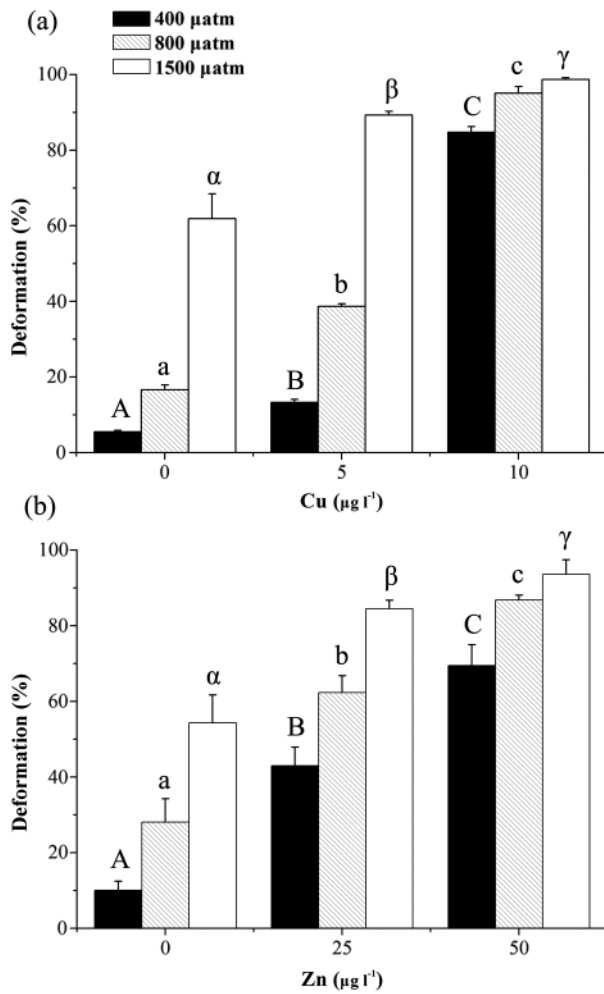 (a)
400 µatm
800 µatm
1500 µatm
100
80
60
40
20
0
Deformation (%)
A
a
α
B
b
β
C
c
γ
0
5
10
Cu (µg l⁻¹)
(b)
100
80
60
40
20
0
Deformation (%)
A
a
α
B
b
β
C
c
γ
0
25
50
Zn (µg l⁻¹)